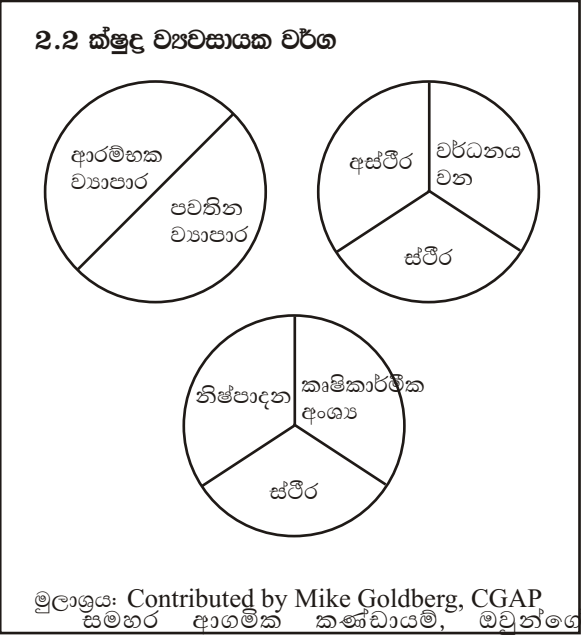 2.2 ක්ෂුද්‍ර ව්‍යවසායක වර්ග
ආරම්භක
ව්‍යාපාර
පවතින
ව්‍යාපාර
අස්ථීර
වර්ධනය
වන
ස්ථීර
නිෂ්පාදන
කෘෂිකාර්මීක
අංශ්‍ය
ස්ථීර
මුලාශ්‍රය: Contributed by Mike Goldberg, CGAP
සමහර ආගමික කණ්ඩායම්, ඔවුන්ගෙ